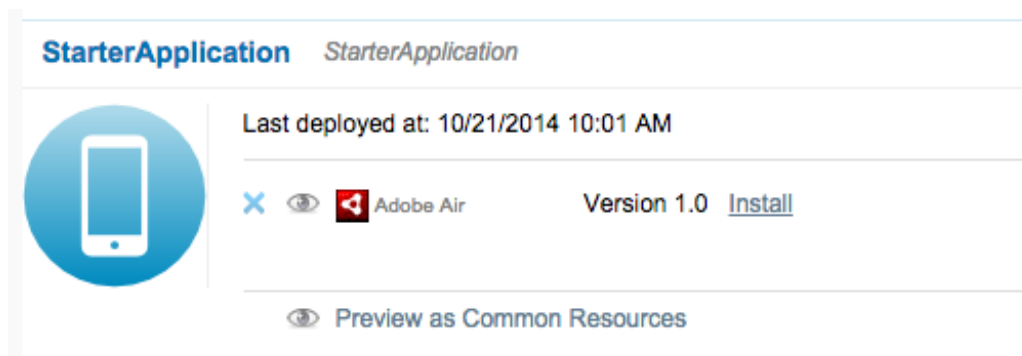 StarterApplication StarterApplication
Last deployed at: 10/21/2014 10:01 AM
Adobe Air Version 1.0 Install
Preview as Common Resources